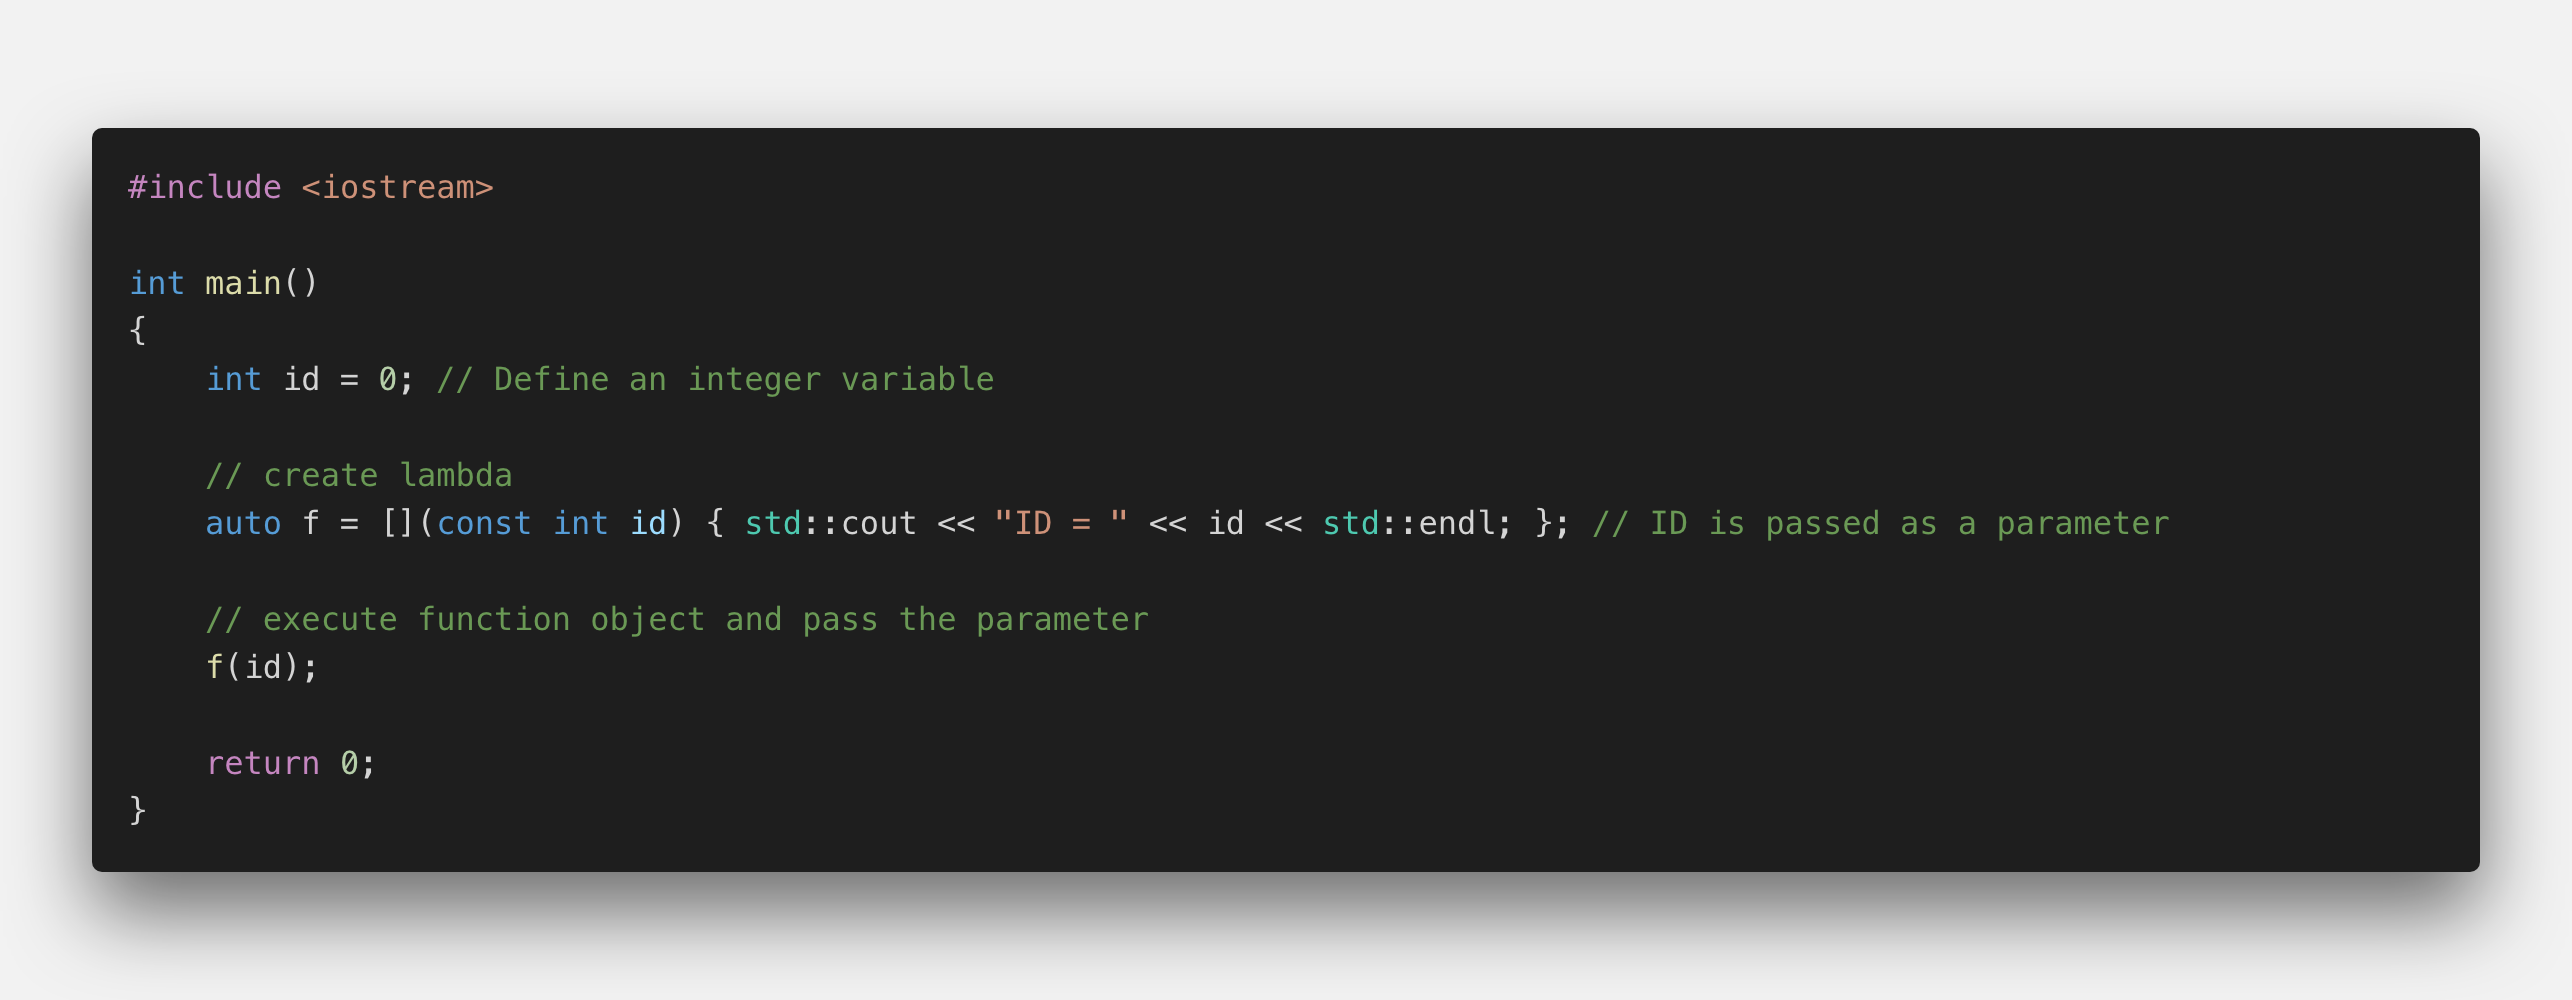 #include <iostream>
int main()
{
    int id = 0; // Define an integer variable
    // create lambda
    auto f = [](const int id) { std::cout << "ID = " << id << std::endl; }; // ID is passed as a parameter
    // execute function object and pass the parameter
    f(id);
    return 0;
}